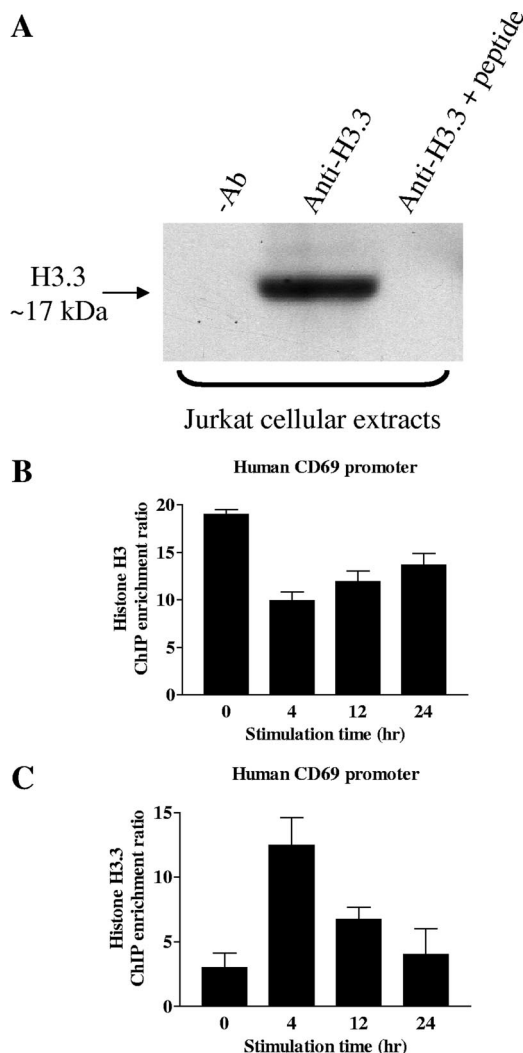 A
-Ab
Anti-H3.3
Anti-H3.3 + peptide
H3.3
~17 kDa
Jurkat cellular extracts
B
Human CD69 promoter
Histone H3
ChIP enrichment ratio
20
15
10
5
0
0 4 12 24
Stimulation time (hr)
C
Human CD69 promoter
Histone H3.3
ChIP enrichment ratio
15
10
5
0
0 4 12 24
Stimulation time (hr)